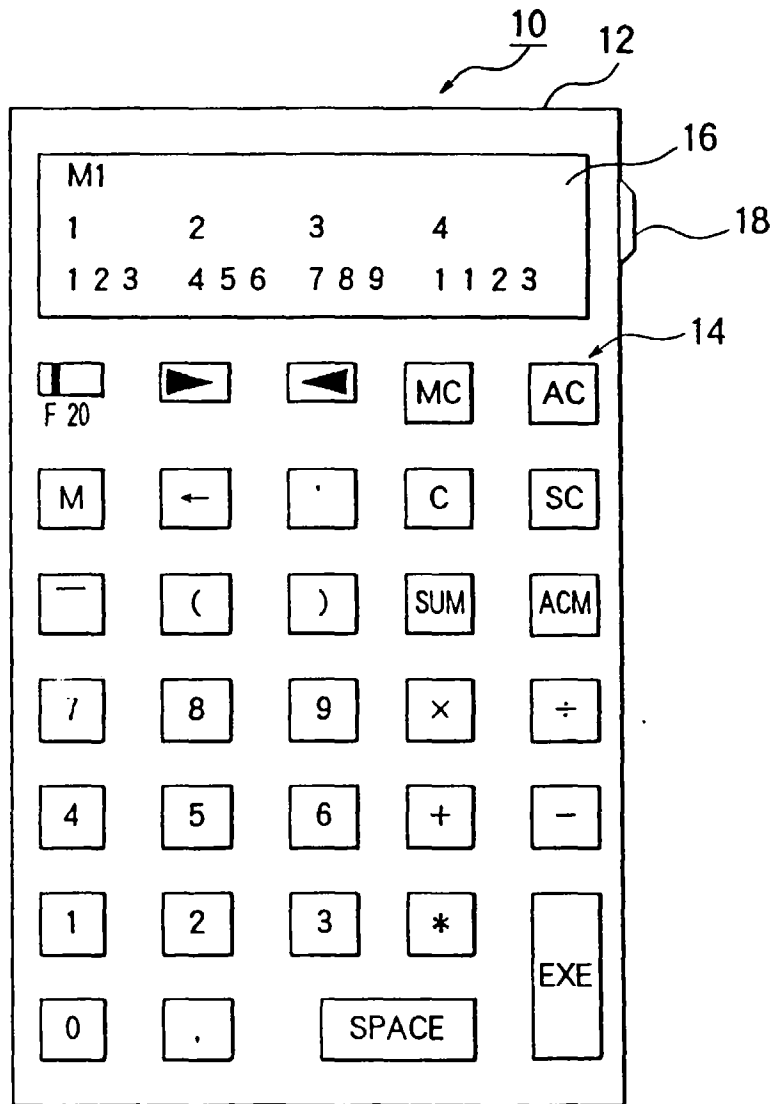 10
12
M1
16
1 2 3 4
18
1 2 3 4 5 6 7 8 9 1 1 2 3
14
MC AC
F 20
M ← · C SC
‾ ( ) SUM ACM
7 8 9 × ÷
4 5 6 + −
1 2 3 *
EXE
0 . SPACE